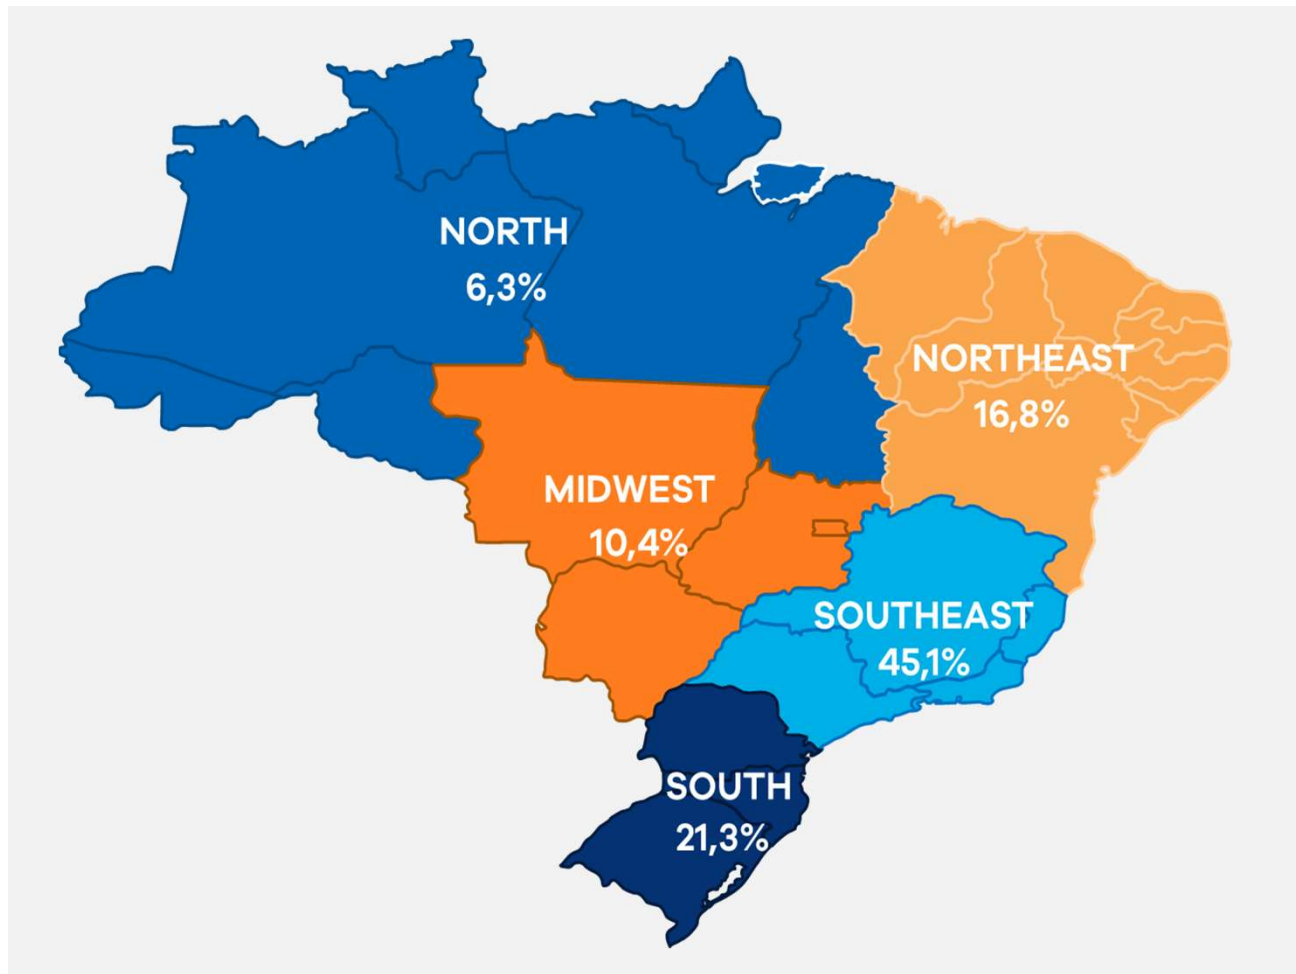 NORTH
6,3%
NORTHEAST
16,8%
MIDWEST
10,4%
SOUTHEAST
45,1%
SOUTH
21,3%